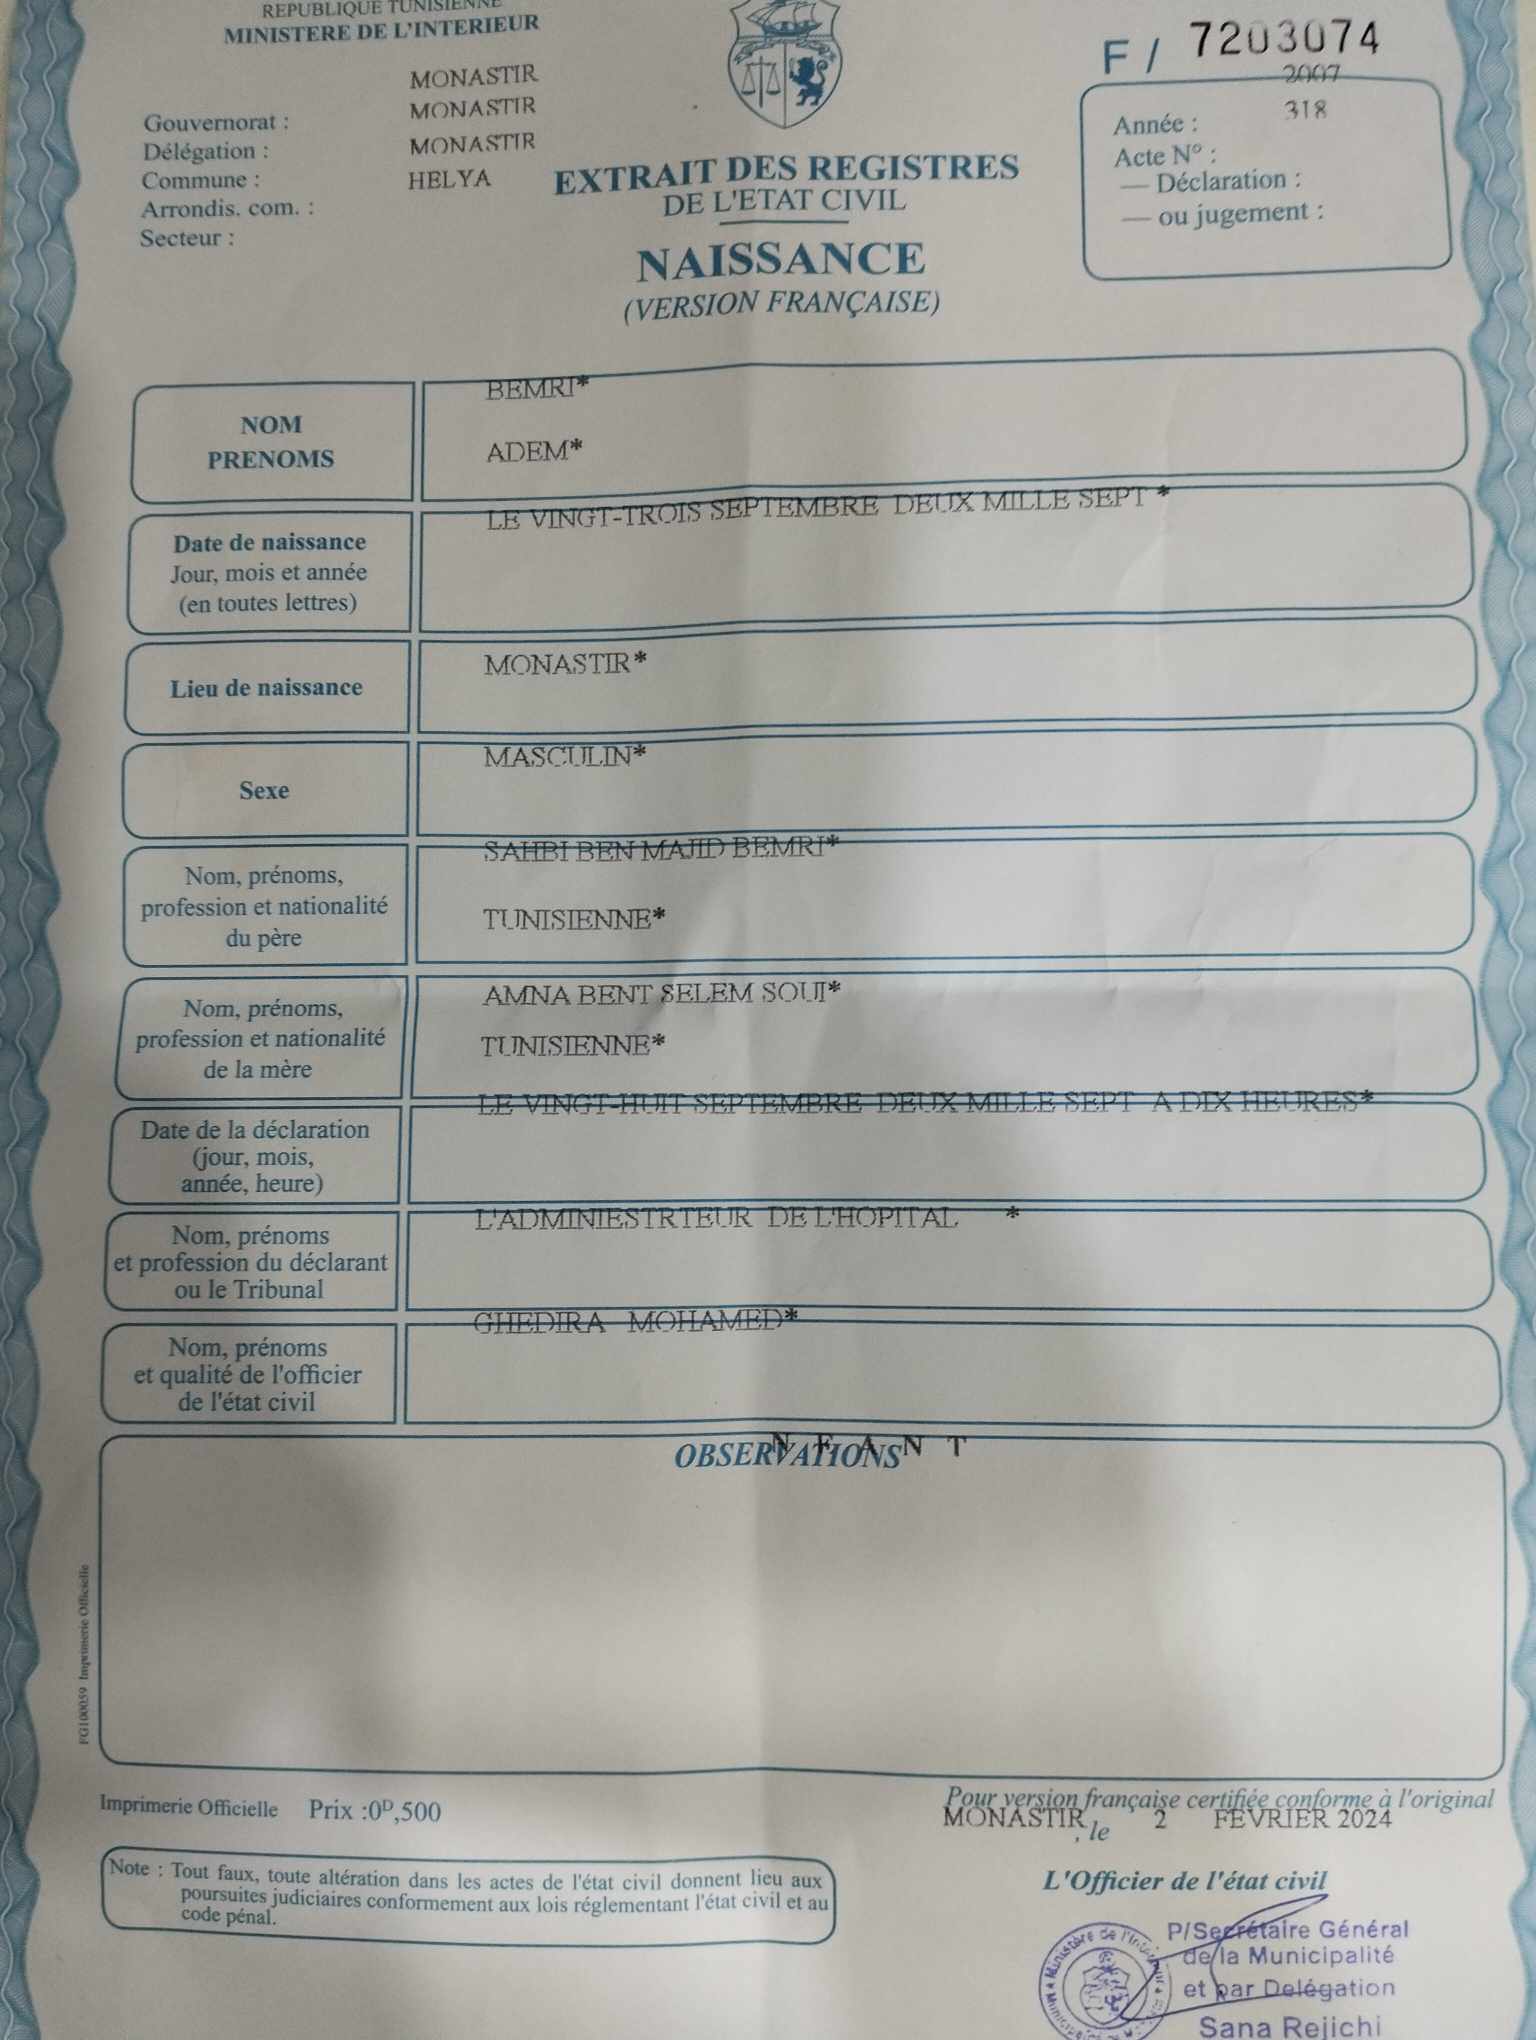 REPUBLIQUE TUNISIENNE
MINISTERE DE L'INTERIEUR
F / 7203074
MONASTIR
2007
Gouvernorat : MONASTIR
Année : 318
Délégation : MONASTIR
Acte N° :
Commune : HELYA
— Déclaration :
Arrondis. com. :
— ou jugement :
Secteur :
EXTRAIT DES REGISTRES
DE L'ETAT CIVIL
NAISSANCE
(VERSION FRANÇAISE)
NOM
PRENOMS
BEMRI*
ADEM*
Date de naissance
Jour, mois et année
(en toutes lettres)
LE VINGT-TROIS SEPTEMBRE DEUX MILLE SEPT *
Lieu de naissance
MONASTIR*
Sexe
MASCULIN*
Nom, prénoms,
profession et nationalité
du père
SAHBI BEN MAJID BEMRI*
TUNISIENNE*
Nom, prénoms,
profession et nationalité
de la mère
AMNA BENT SELEM SOUI*
TUNISIENNE*
Date de la déclaration
(jour, mois,
année, heure)
LE VINGT-HUIT SEPTEMBRE DEUX MILLE SEPT A DIX HEURES*
Nom, prénoms
et profession du déclarant
ou le Tribunal
L'ADMINIESTRTEUR DE L'HOPITAL *
Nom, prénoms
et qualité de l'officier
de l'état civil
GHEDIRA MOHAMED*
OBSERVATIONS
N E A N T
FG100059 Imprimerie Officielle
Imprimerie Officielle Prix :0D,500
Pour version française certifiée conforme à l'original
MONASTIR, le 2 FEVRIER 2024
Note : Tout faux, toute altération dans les actes de l'état civil donnent lieu aux
poursuites judiciaires conformement aux lois réglementant l'état civil et au
code pénal.
L'Officier de l'état civil
P/Secrétaire Général
de la Municipalité
et par Delégation
Sana Rejichi